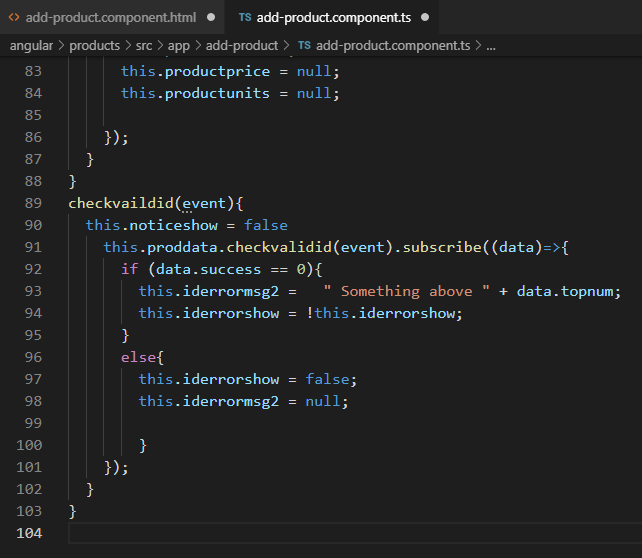 <> add-product.component.html ● TS add-product.component.ts ●
angular > products > src > app > add-product > TS add-product.component.ts > ...
83 this.productprice = null;
84 this.productunits = null;
85
86 });
87 }
88 }
89 checkvaildid(event){
90 this.noticeshow = false
91 this.proddata.checkvalidid(event).subscribe((data)=>{
92 if (data.success == 0){
93 this.iderrormsg2 =   " Something above " + data.topnum;
94 this.iderrorshow = !this.iderrorshow;
95 }
96 else{
97 this.iderrorshow = false;
98 this.iderrormsg2 = null;
99
100 }
101 });
102 }
103 }
104